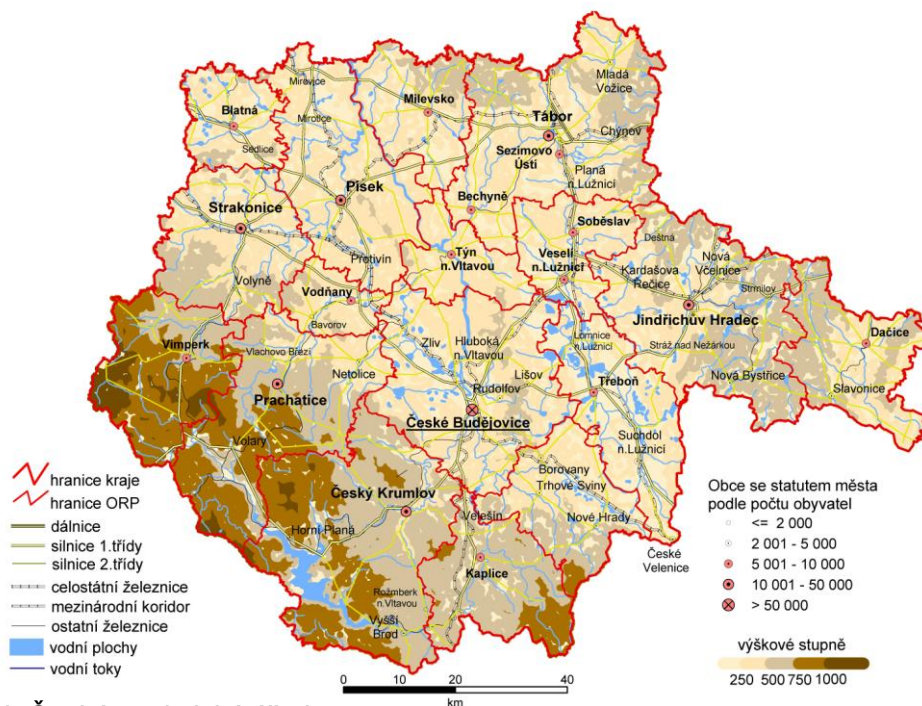 Mladá
Vožice
Mirovice
Milevsko
Blatná
Mirotice
Tábor
Chýnov
Sedlice
Sezimovo
Ústí
Planá
n.Lužnicí
Písek
Bechyně
Strakonice
Soběslav
Deštná
Nová
Včelnice
Protivín
Týn
n.Vltavou
Veselí
n.Lužnicí
Kardašova
Řečice
Strmilov
Volyně
Vodňany
Jindřichův Hradec
Bavorov
Dačice
Vimperk
Vlachovo Březí
Zliv
Hluboká
n.Vltavou
Lomnice
n.Lužnicí
Stráž nad Nežárkou
Netolice
Lišov
Rudolfov
Třeboň
Nová Bystřice
Slavonice
Prachatice
České Budějovice
Volary
Suchdol
n.Lužnicí
Borovany
Trhové Sviny
Český Krumlov
Velešín
Nové Hrady
Horní Planá
České
Velenice
Kaplice
Rožmberk
n.Vltavou
Vyšší
Brod
hranice kraje
hranice ORP
dálnice
silnice 1.třídy
silnice 2.třídy
celostátní železnice
mezinárodní koridor
ostatní železnice
vodní plochy
vodní toky
0 20 40
km
Obce se statutem města
podle počtu obyvatel
<= 2 000
2 001 - 5 000
5 001 - 10 000
10 001 - 50 000
> 50 000
výškové stupně
250 500 750 1000